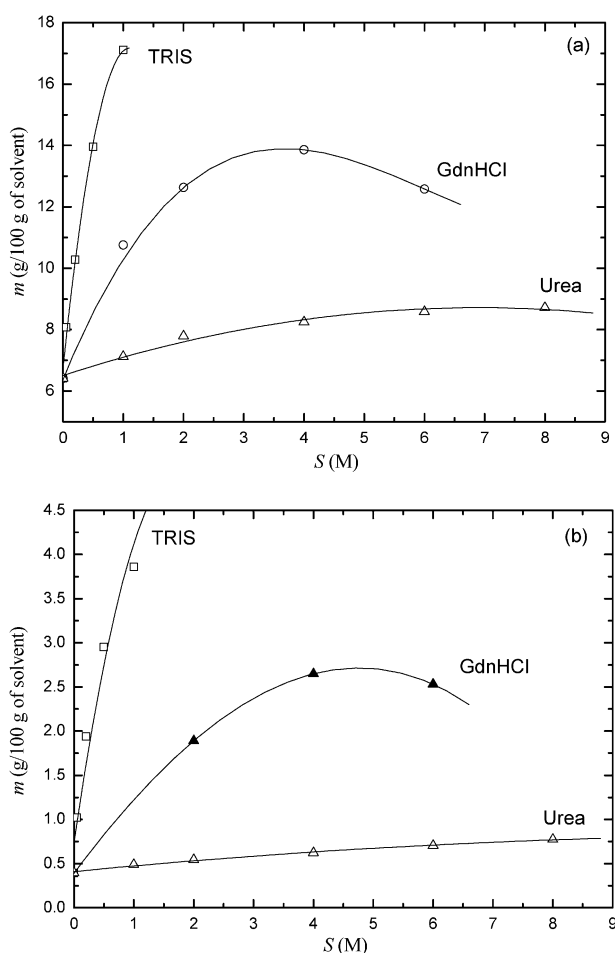 18
(a)
TRIS
16
14
GdnHCl
12
m (g/100 g of solvent)
10
Urea
8
6
0 1 2 3 4 5 6 7 8 9
S (M)
4.5
(b)
TRIS
4.0
3.5
3.0
GdnHCl
2.5
m (g/100 g of solvent)
2.0
1.5
1.0
Urea
0.5
0.0
0 1 2 3 4 5 6 7 8 9
S (M)